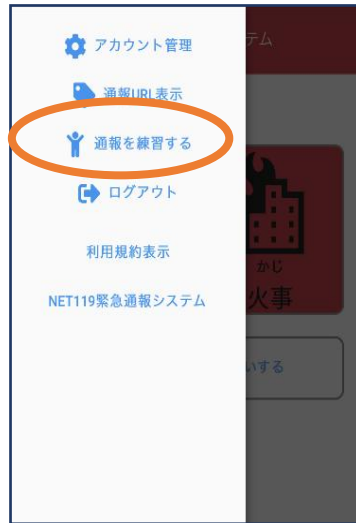 アカウント管理
通報URL表示
通報を練習する
ログアウト
利用規約表示
NET119緊急通報システム
テム
かじ
火事
いする